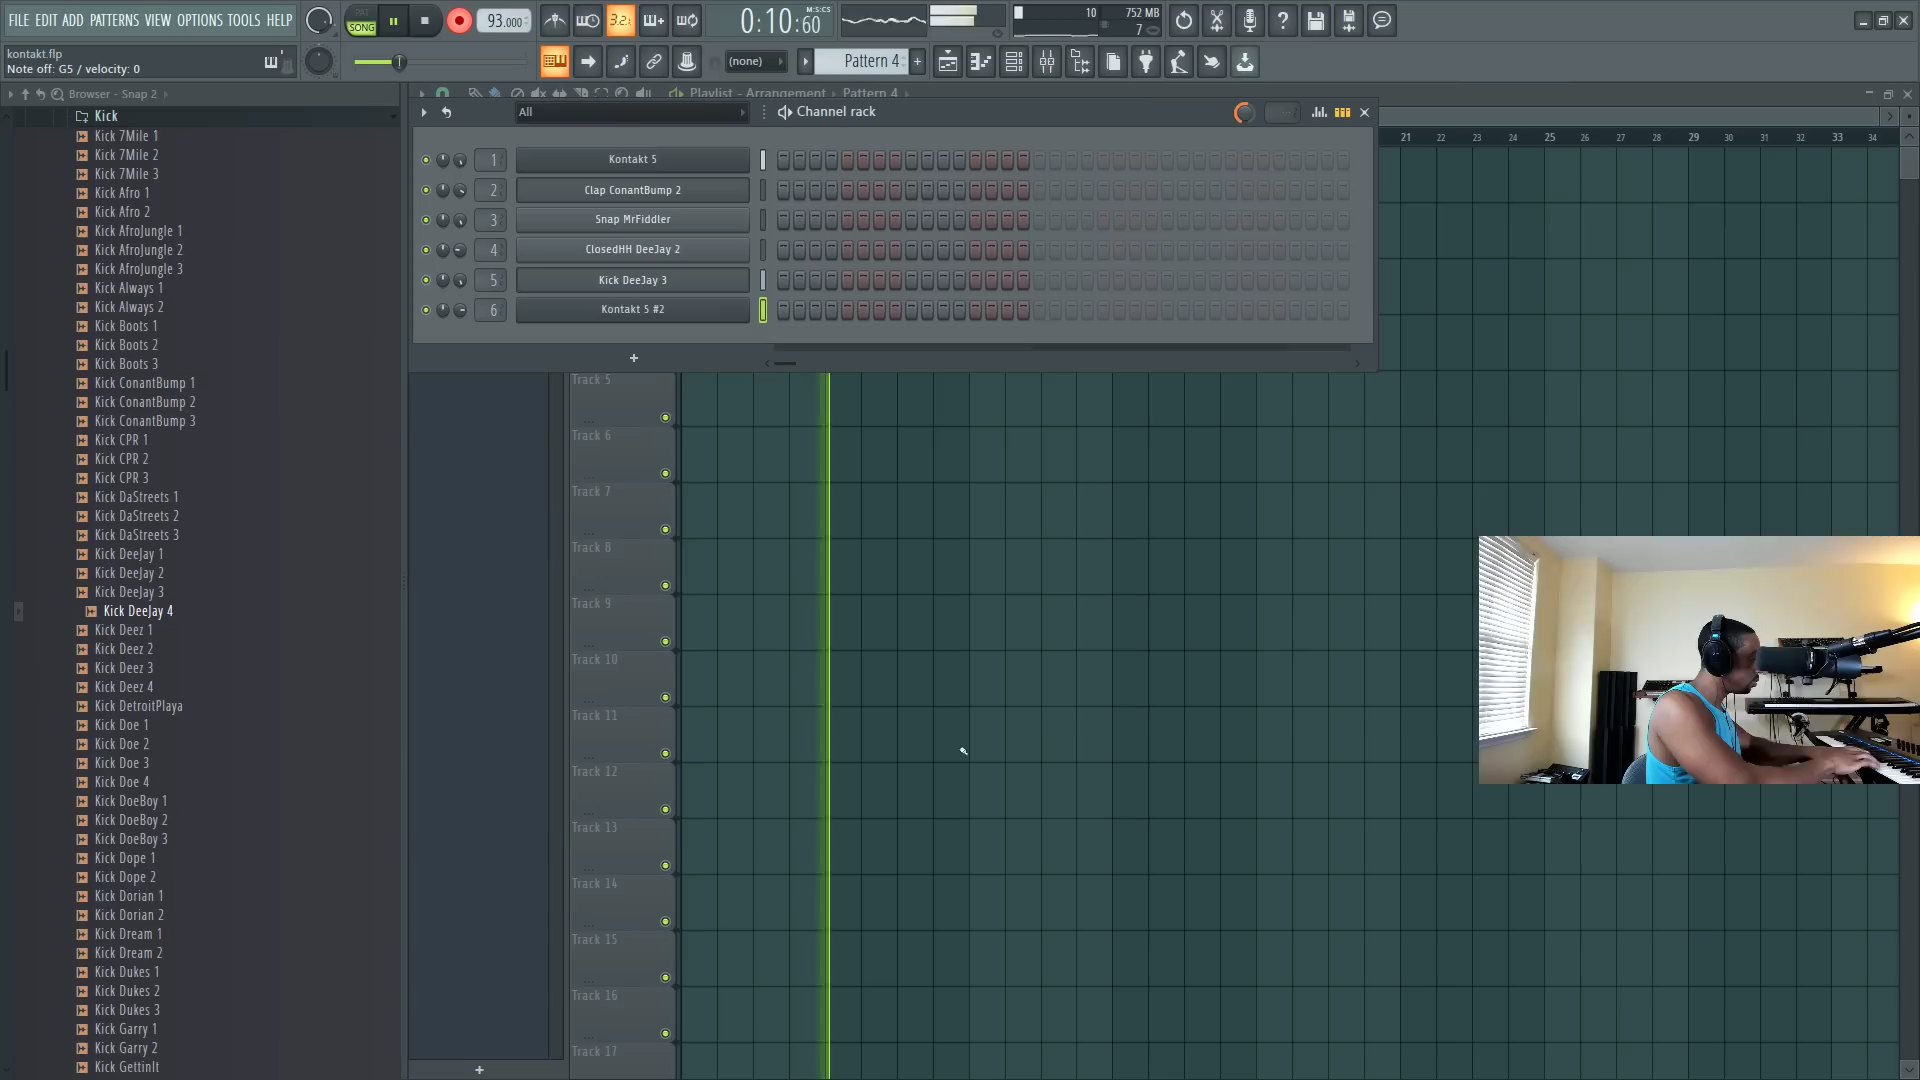 FILE EDIT ADD PATTERNS VIEW OPTIONS TOOLS HELP
PAT
SONG
93.000
3.2.
M:S:CS
0:10:60
10
752 MB
7
kontakt.flp
Note off: G5 / velocity: 0
(none)
Pattern 4
Browser - Snap 2
Playlist - Arrangement
Pattern 4
All
Channel rack
21 22 23 24 25 26 27 28 29 30 31 32 33 34
1 Kontakt 5
2 Clap ConantBump 2
3 Snap MrFiddler
4 ClosedHH DeeJay 2
5 Kick DeeJay 3
6 Kontakt 5 #2
Kick
Kick 7Mile 1
Kick 7Mile 2
Kick 7Mile 3
Kick Afro 1
Kick Afro 2
Kick AfroJungle 1
Kick AfroJungle 2
Kick AfroJungle 3
Kick Always 1
Kick Always 2
Kick Boots 1
Kick Boots 2
Kick Boots 3
Kick ConantBump 1
Kick ConantBump 2
Kick ConantBump 3
Kick CPR 1
Kick CPR 2
Kick CPR 3
Kick DaStreets 1
Kick DaStreets 2
Kick DaStreets 3
Kick DeeJay 1
Kick DeeJay 2
Kick DeeJay 3
Kick DeeJay 4
Kick Deez 1
Kick Deez 2
Kick Deez 3
Kick Deez 4
Kick DetroitPlaya
Kick Doe 1
Kick Doe 2
Kick Doe 3
Kick Doe 4
Kick DoeBoy 1
Kick DoeBoy 2
Kick DoeBoy 3
Kick Dope 1
Kick Dope 2
Kick Dorian 1
Kick Dorian 2
Kick Dream 1
Kick Dream 2
Kick Dukes 1
Kick Dukes 2
Kick Dukes 3
Kick Garry 1
Kick Garry 2
Kick GettinIt
Track 5
Track 6
Track 7
Track 8
Track 9
Track 10
Track 11
Track 12
Track 13
Track 14
Track 15
Track 16
Track 17